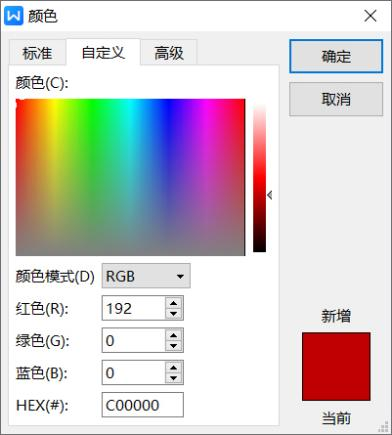 颜色
标准 自定义 高级
确定
取消
颜色(C):
颜色模式(D) RGB
红色(R): 192
绿色(G): 0
蓝色(B): 0
HEX(#): C00000
新增
当前